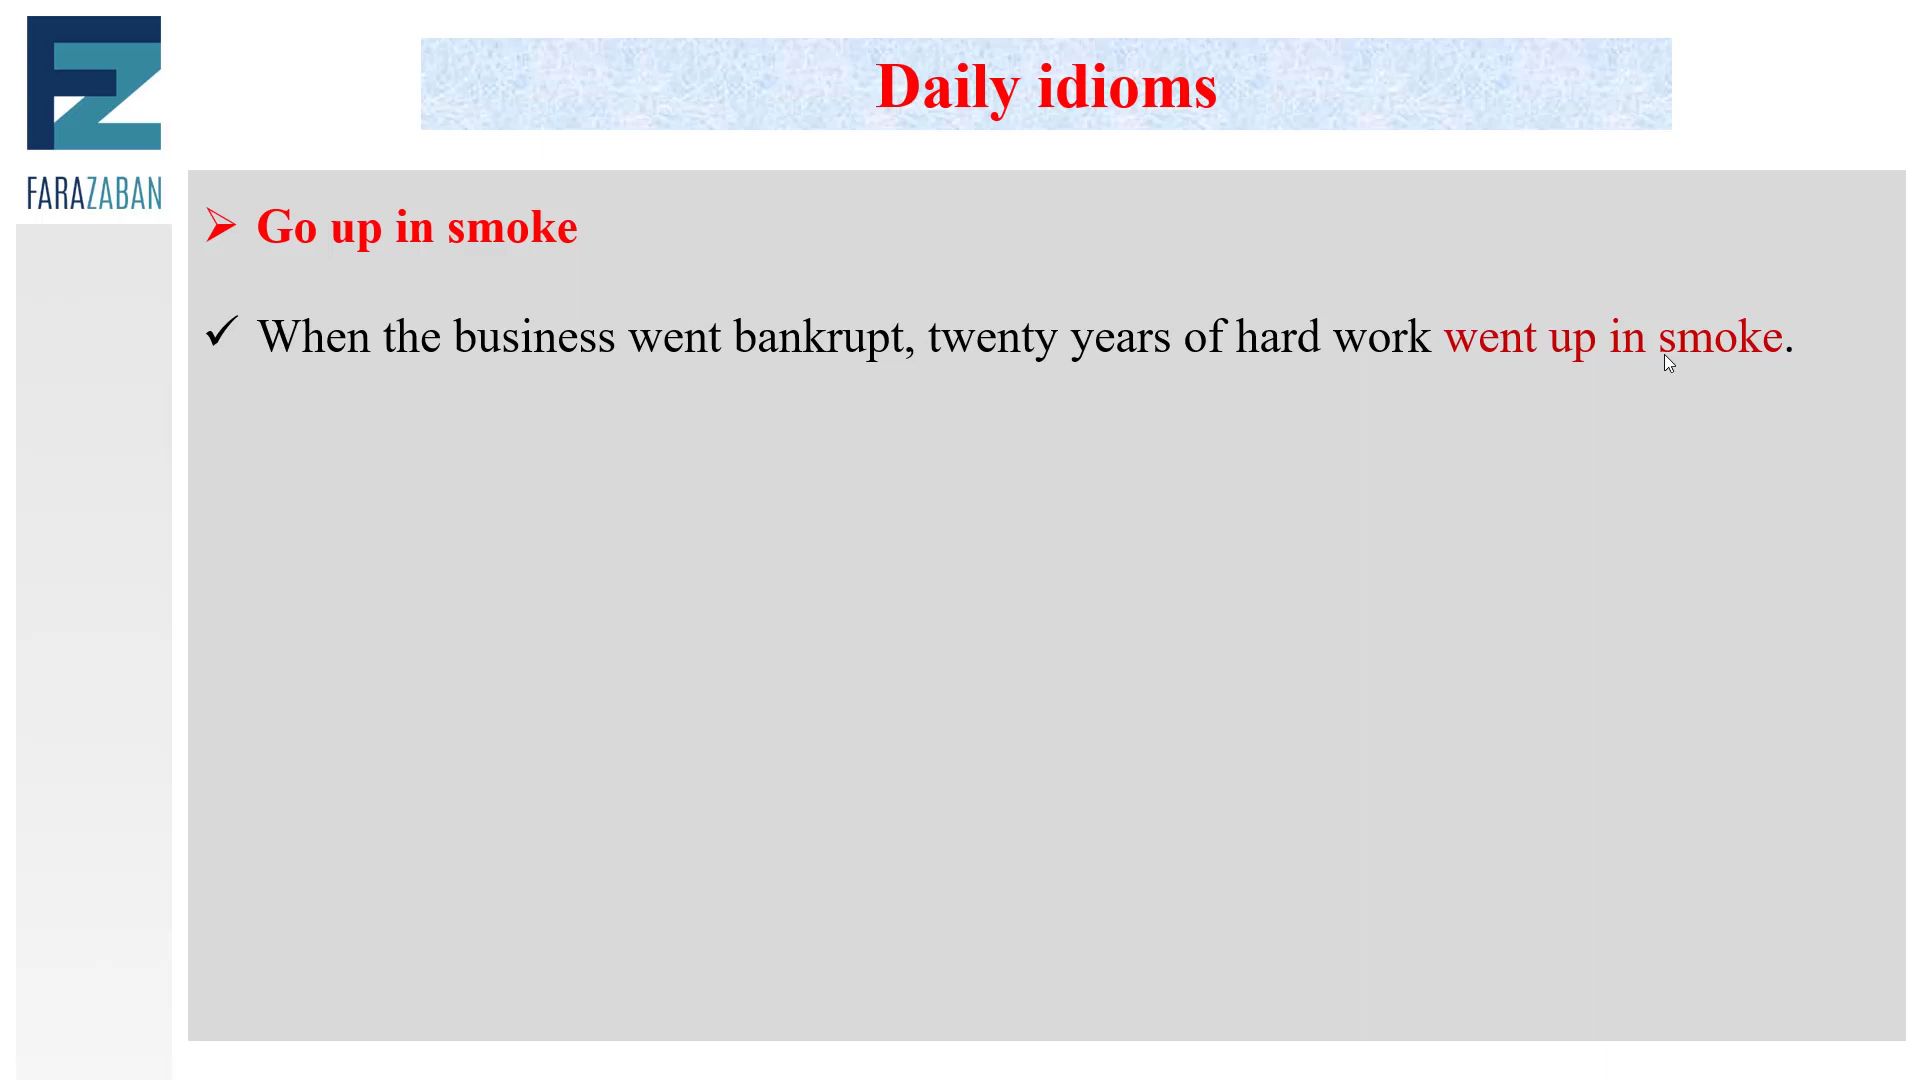 Daily idioms
FARAZABAN
Go up in smoke
When the business went bankrupt, twenty years of hard work went up in smoke.